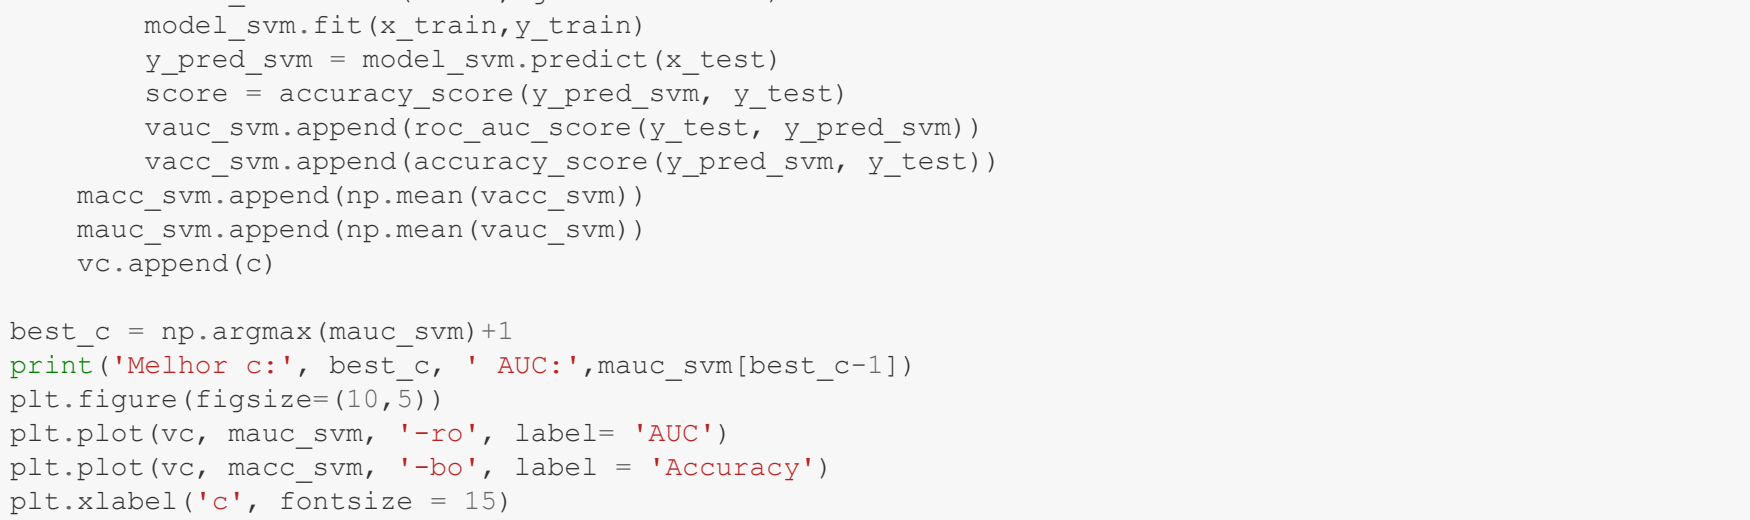 model_svm.fit(x_train,y_train)
y_pred_svm = model_svm.predict(x_test)
score = accuracy_score(y_pred_svm, y_test)
vauc_svm.append(roc_auc_score(y_test, y_pred_svm))
vacc_svm.append(accuracy_score(y_pred_svm, y_test))
macc_svm.append(np.mean(vacc_svm))
mauc_svm.append(np.mean(vauc_svm))
vc.append(c)
best_c = np.argmax(mauc_svm)+1
print('Melhor c:', best_c, ' AUC:',mauc_svm[best_c-1])
plt.figure(figsize=(10,5))
plt.plot(vc, mauc_svm, '-ro', label= 'AUC')
plt.plot(vc, macc_svm, '-bo', label = 'Accuracy')
plt.xlabel('c', fontsize = 15)